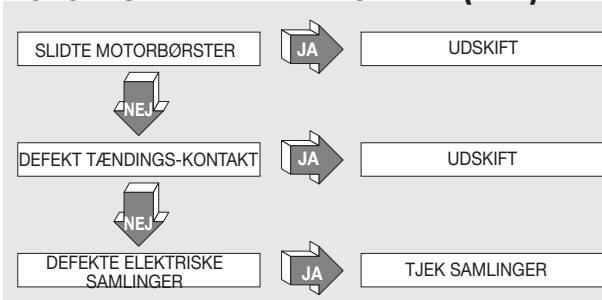 SLIDTE MOTORBØRSTER JA UDSKIFT
NEJ
DEFEKT TÆNDINGS-KONTAKT JA UDSKIFT
NEJ
DEFEKTE ELEKTRISKE
SAMLINGER JA TJEK SAMLINGER